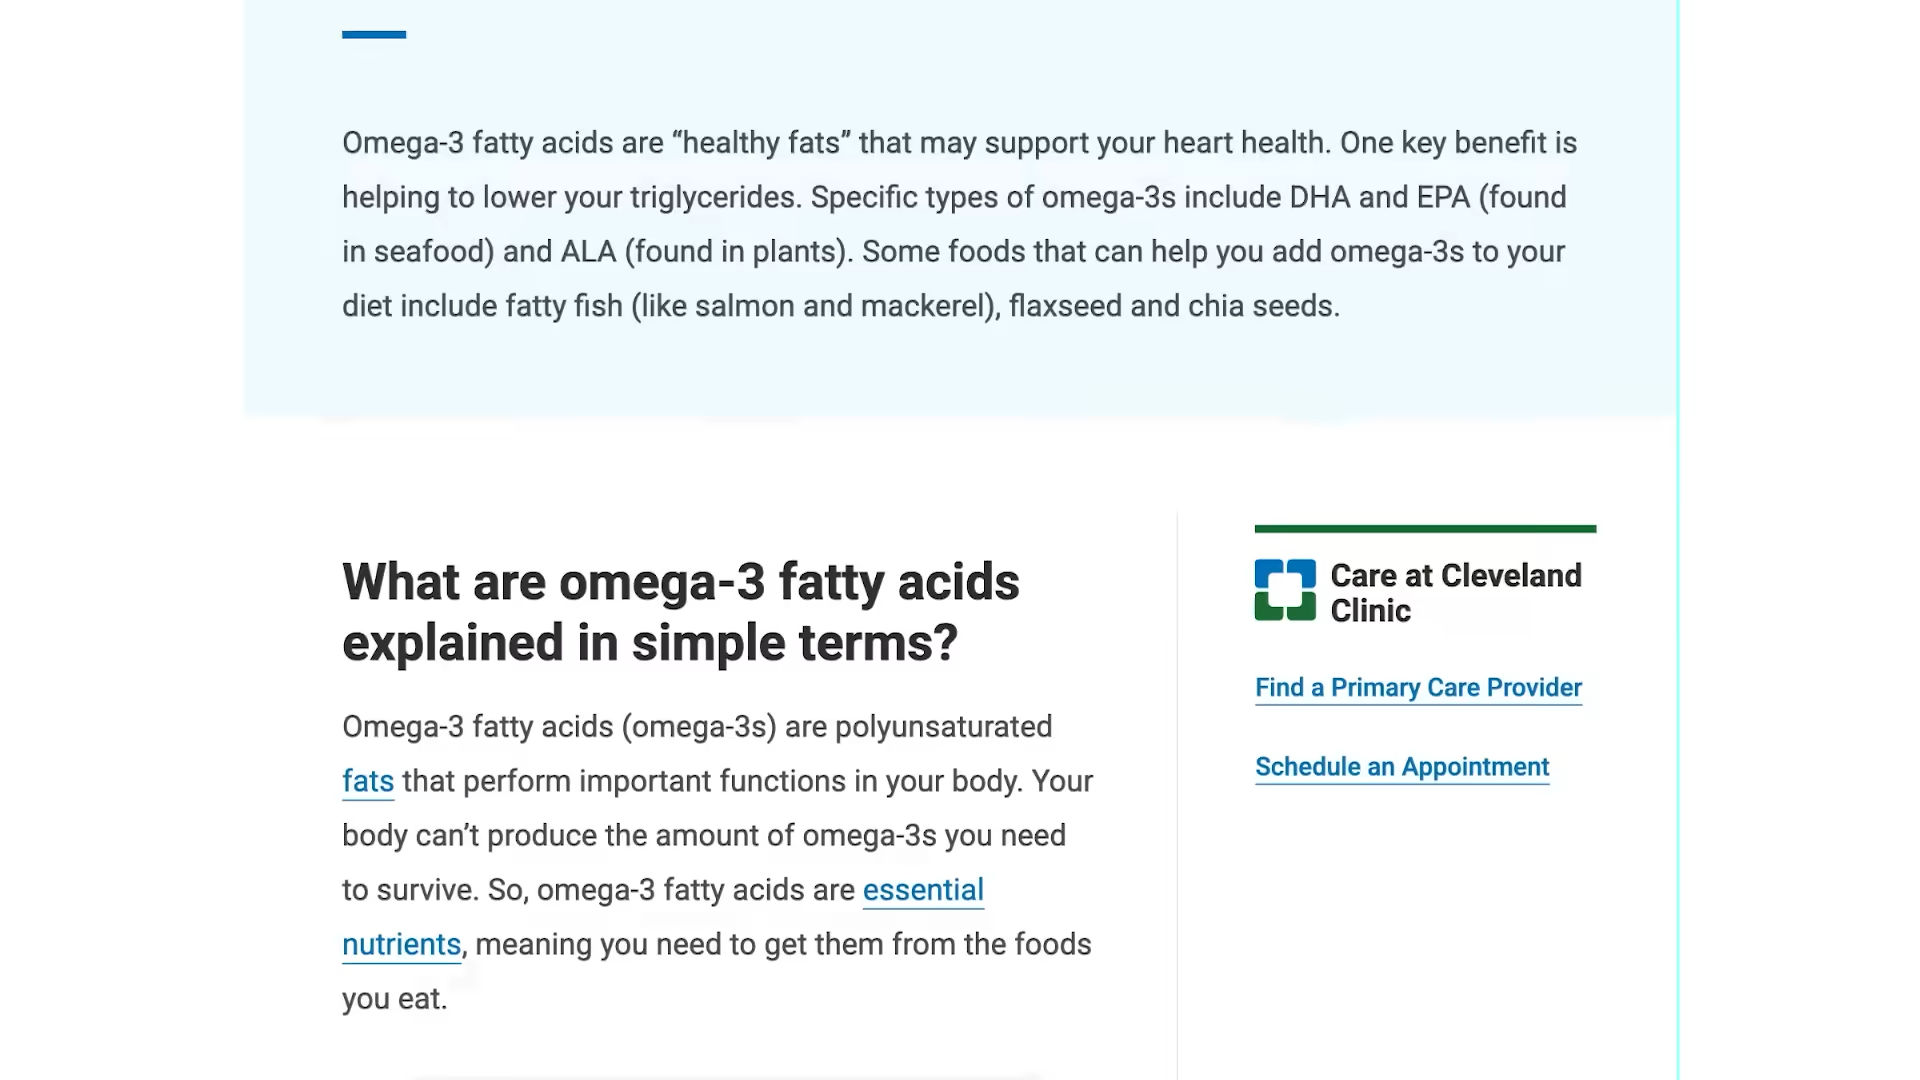 Omega-3 fatty acids are “healthy fats” that may support your heart health. One key benefit is
helping to lower your triglycerides. Specific types of omega-3s include DHA and EPA (found
in seafood) and ALA (found in plants). Some foods that can help you add omega-3s to your
diet include fatty fish (like salmon and mackerel), flaxseed and chia seeds.
What are omega-3 fatty acids
explained in simple terms?
Omega-3 fatty acids (omega-3s) are polyunsaturated
fats that perform important functions in your body. Your
body can’t produce the amount of omega-3s you need
to survive. So, omega-3 fatty acids are essential
nutrients, meaning you need to get them from the foods
you eat.
Care at Cleveland
Clinic
Find a Primary Care Provider
Schedule an Appointment